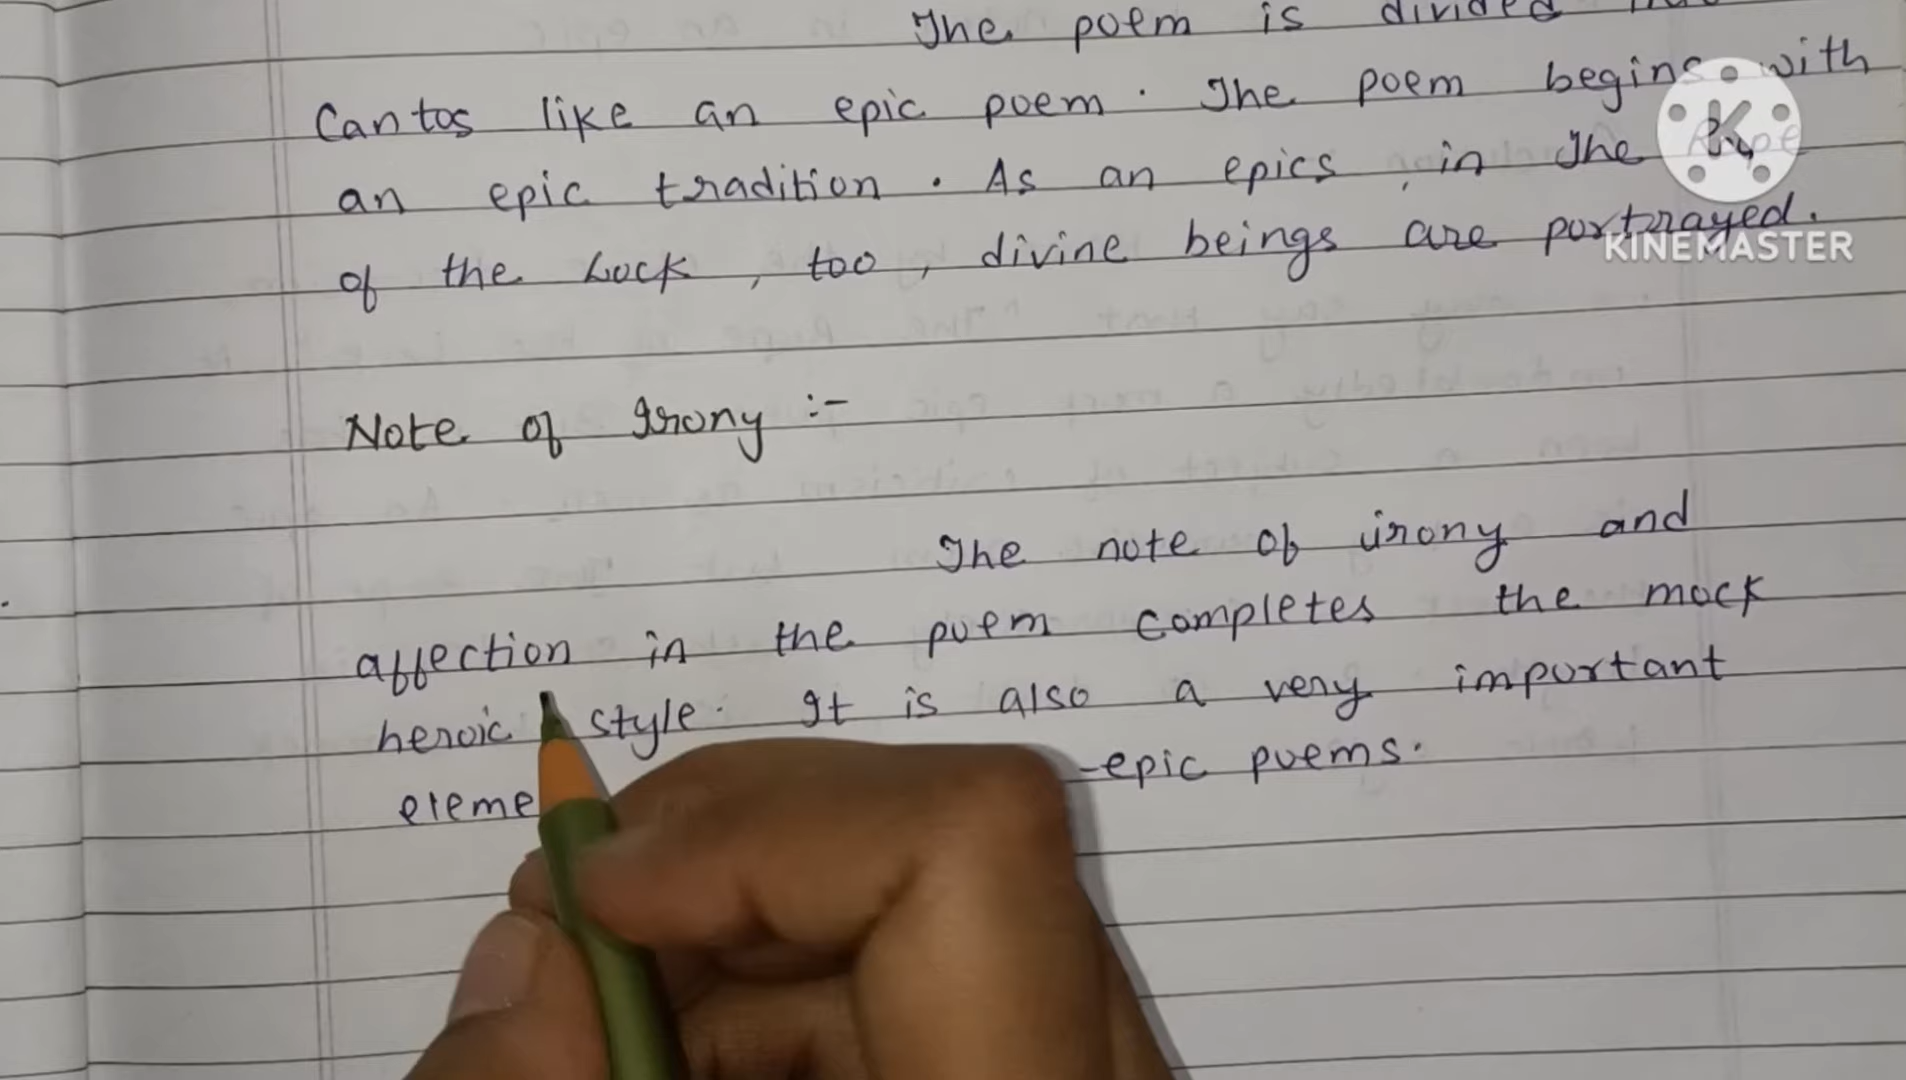 The poem is divided
Cantos like an epic poem. The poem begins with
an epic tradition. As an epics, in The Rape
of the Lock, too, divine beings are portrayed.
KINEMASTER
Note of Irony :-
The note of irony and
affection in the poem completes the mock
heroic style. It is also a very important
eleme -epic poems.